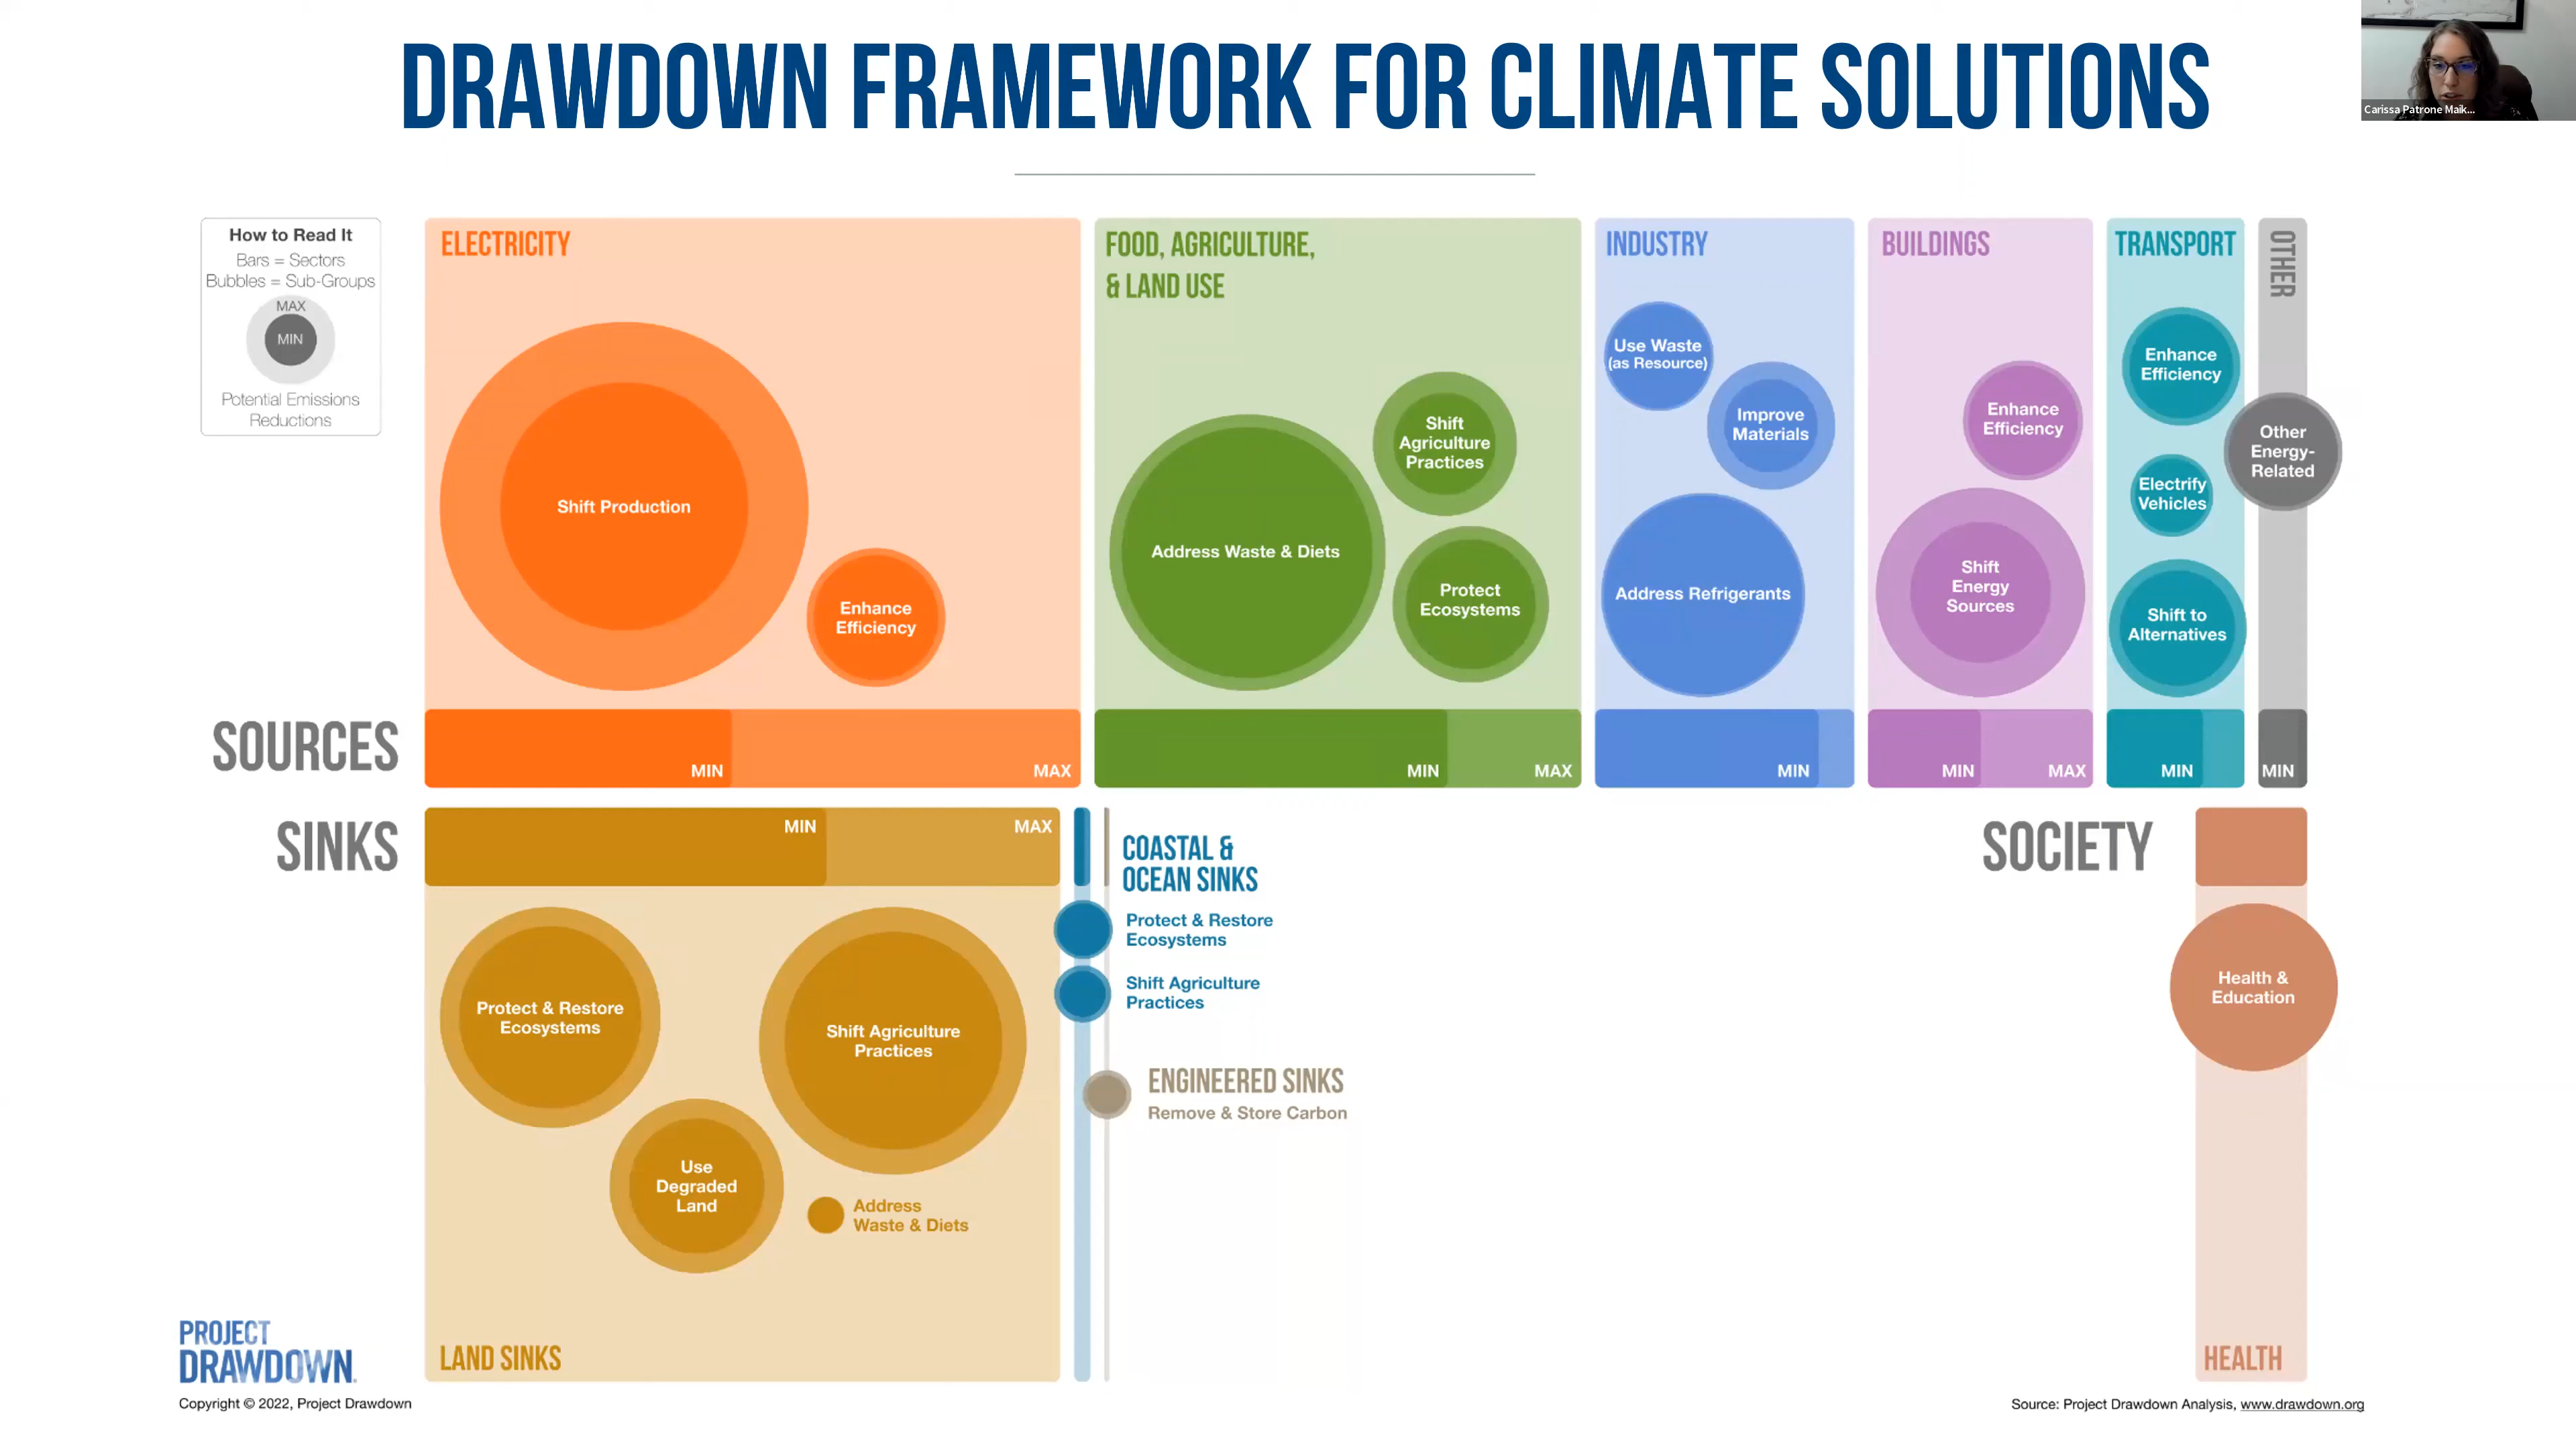 DRAWDOWN FRAMEWORK FOR CLIMATE SOLUTIONS
Carissa Patrone Maik...
How to Read It
Bars = Sectors
Bubbles = Sub-Groups
MAX
MIN
Potential Emissions
Reductions
ELECTRICITY
Shift Production
Enhance
Efficiency
MIN
MAX
FOOD, AGRICULTURE,
& LAND USE
Address Waste & Diets
Shift
Agriculture
Practices
Protect
Ecosystems
MIN
MAX
INDUSTRY
Use Waste
(as Resource)
Improve
Materials
Address Refrigerants
MIN
BUILDINGS
Enhance
Efficiency
Shift
Energy
Sources
MIN
MAX
TRANSPORT
Enhance
Efficiency
Electrify
Vehicles
Shift to
Alternatives
MIN
OTHER
Other
Energy-
Related
MIN
SOURCES
SINKS
MIN
MAX
Protect & Restore
Ecosystems
Shift Agriculture
Practices
Use
Degraded
Land
Address
Waste & Diets
LAND SINKS
COASTAL &
OCEAN SINKS
Protect & Restore
Ecosystems
Shift Agriculture
Practices
ENGINEERED SINKS
Remove & Store Carbon
SOCIETY
Health &
Education
HEALTH
PROJECT
DRAWDOWN.
Copyright © 2022, Project Drawdown
Source: Project Drawdown Analysis, www.drawdown.org